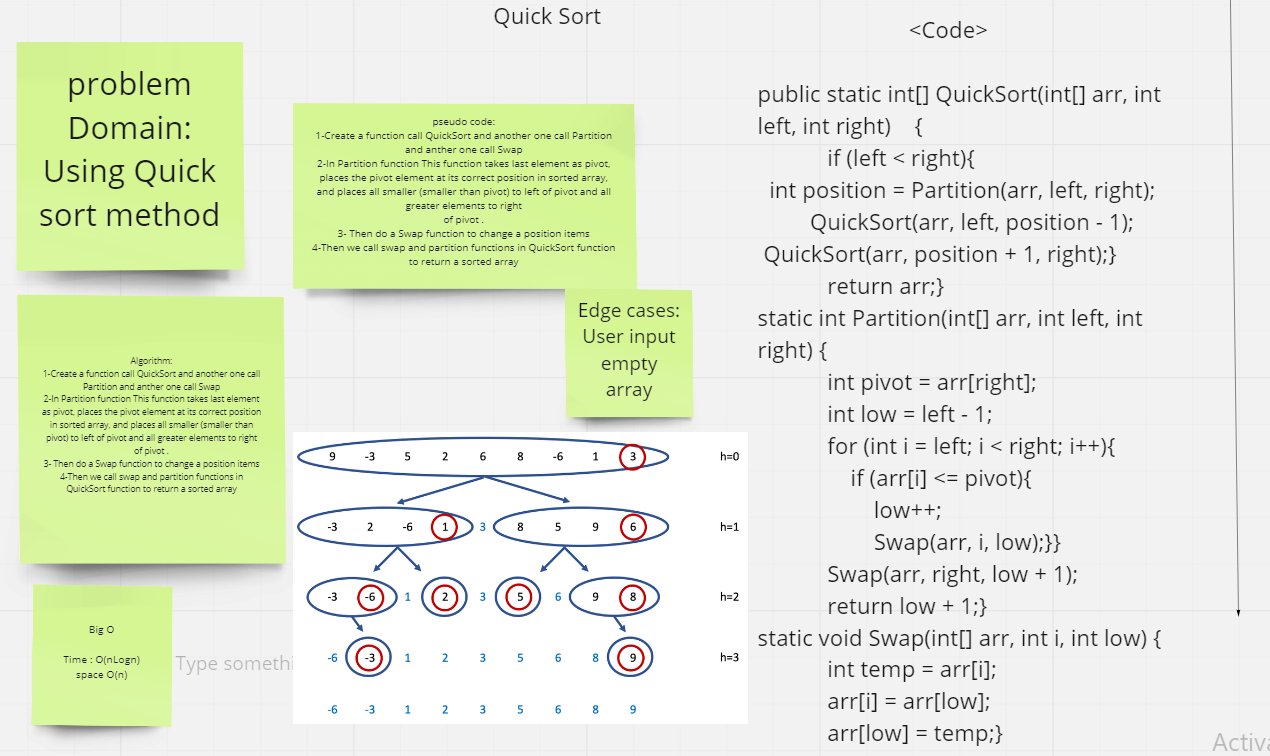 Quick Sort
<Code>
problem
Domain:
Using Quick
sort method
pseudo code:
1-Create a function call QuickSort and another one call Partition
and anther one call Swap
2-In Partition function This function takes last element as pivot,
places the pivot element at its correct position in sorted array,
and places all smaller (smaller than pivot) to left of pivot and all
greater elements to right
of pivot .
3- Then do a Swap function to change a position items
4-Then we call swap and partition functions in QuickSort function
to return a sorted array
Algorithm:
1-Create a function call QuickSort and another one call
Partition and anther one call Swap
2-In Partition function This function takes last element
as pivot, places the pivot element at its correct position
in sorted array, and places all smaller (smaller than
pivot) to left of pivot and all greater elements to right
of pivot .
3- Then do a Swap function to change a position items
4-Then we call swap and partition functions in
QuickSort function to return a sorted array
Edge cases:
User input
empty
array
Big O
Time : O(nLogn)
space O(n)
Type somethi
9 -3 5 2 6 8 -6 1 3 h=0
-3 2 -6 1 3 8 5 9 6 h=1
-3 -6 1 2 3 5 6 9 8 h=2
-6 -3 1 2 3 5 6 8 9 h=3
-6 -3 1 2 3 5 6 8 9
public static int[] QuickSort(int[] arr, int
left, int right) {
if (left < right){
int position = Partition(arr, left, right);
QuickSort(arr, left, position - 1);
QuickSort(arr, position + 1, right);}
return arr;}
static int Partition(int[] arr, int left, int
right) {
int pivot = arr[right];
int low = left - 1;
for (int i = left; i < right; i++){
if (arr[i] <= pivot){
low++;
Swap(arr, i, low);}}
Swap(arr, right, low + 1);
return low + 1;}
static void Swap(int[] arr, int i, int low) {
int temp = arr[i];
arr[i] = arr[low];
arr[low] = temp;}
Activa